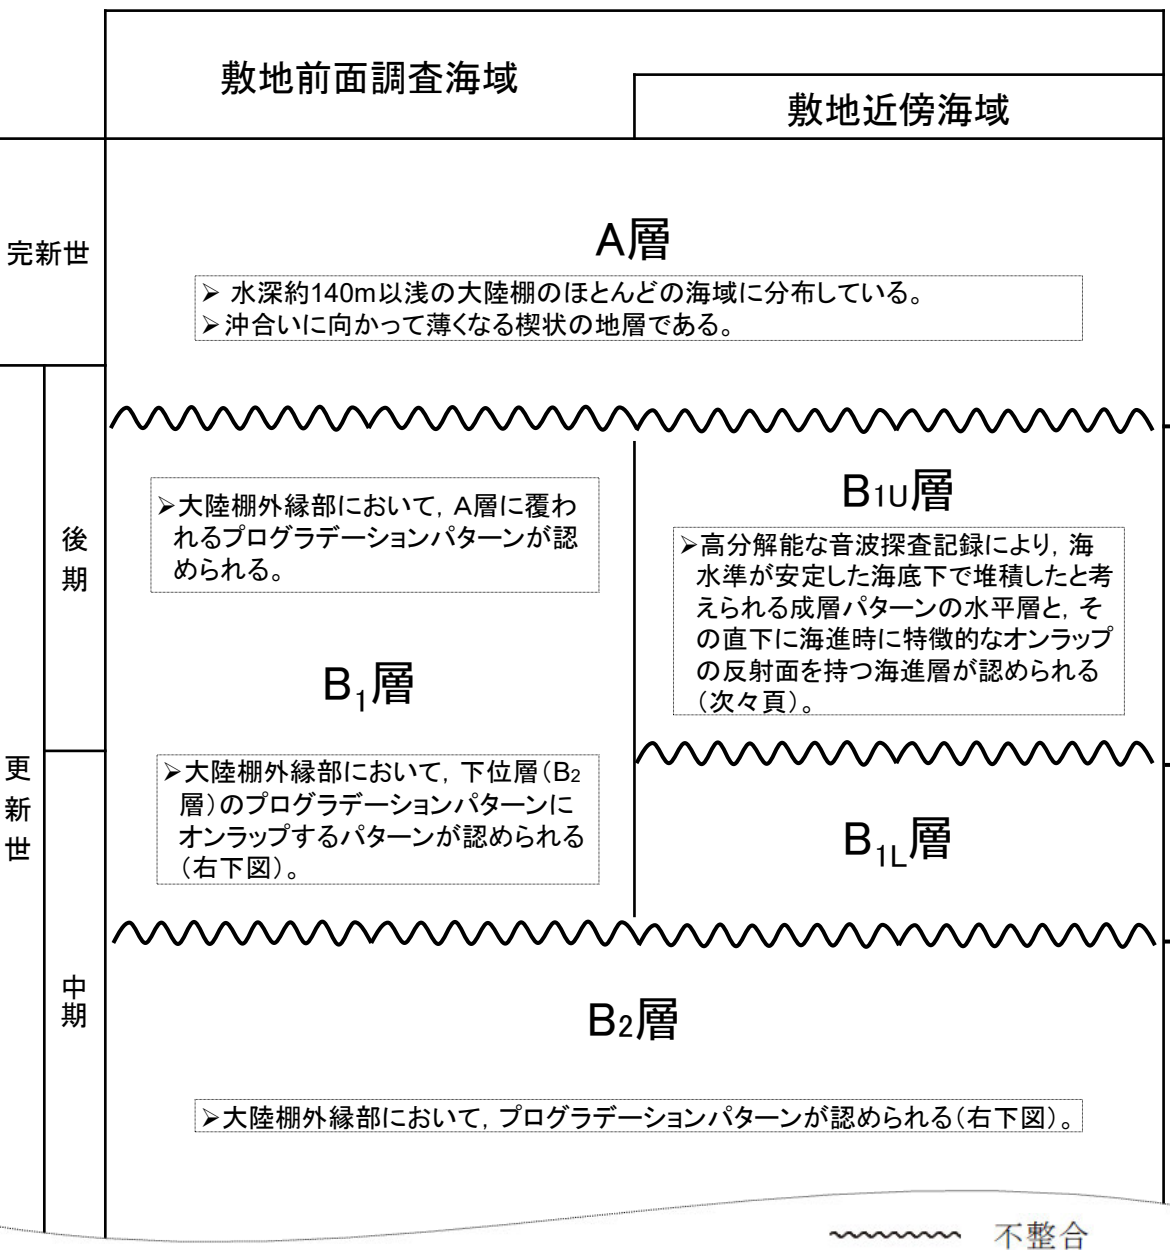 敷地前面調査海域
敷地近傍海域
完新世
A層
➢ 水深約140m以浅の大陸棚のほとんどの海域に分布している。
➢沖合いに向かって薄くなる楔状の地層である。
更新世
後期
➢大陸棚外縁部において，A層に覆わ
れるプログラデーションパターンが認
められる。
B1層
➢大陸棚外縁部において，下位層（B2
層）のプログラデーションパターンに
オンラップするパターンが認められる
（右下図）。
B1U層
➢高分解能な音波探査記録により，海
水準が安定した海底下で堆積したと考
えられる成層パターンの水平層と，そ
の直下に海進時に特徴的なオンラップ
の反射面を持つ海進層が認められる
（次々頁）。
B1L層
中期
B2層
➢大陸棚外縁部において，プログラデーションパターンが認められる（右下図）。
不整合